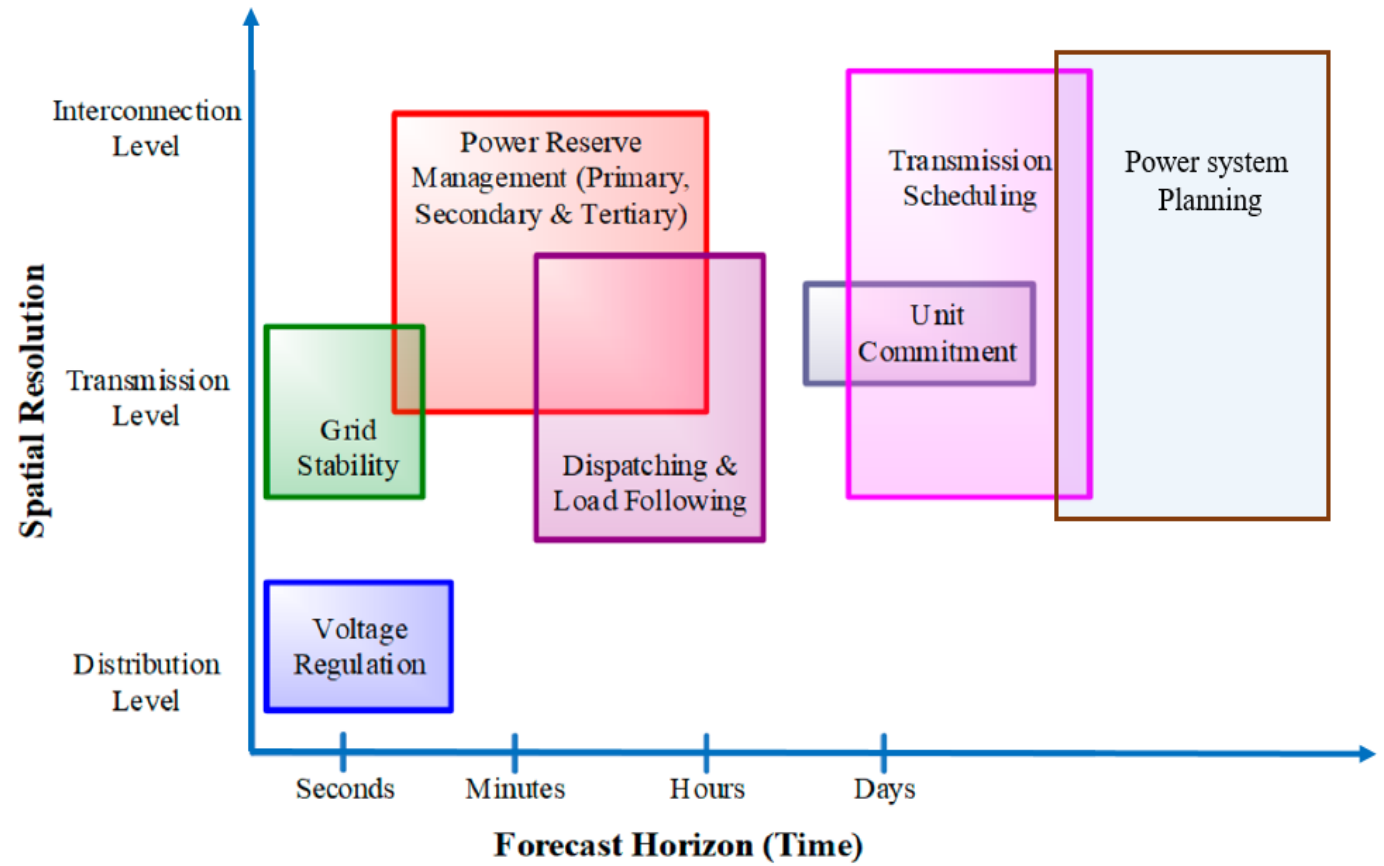 Interconnection
Level
Power Reserve
Management (Primary,
Secondary & Tertiary)
Transmission
Scheduling
Power system
Planning
Spatial Resolution
Transmission
Level
Unit
Commitment
Grid
Stability
Dispatching &
Load Following
Voltage
Regulation
Distribution
Level
Seconds
Minutes
Hours
Days
Forecast Horizon (Time)